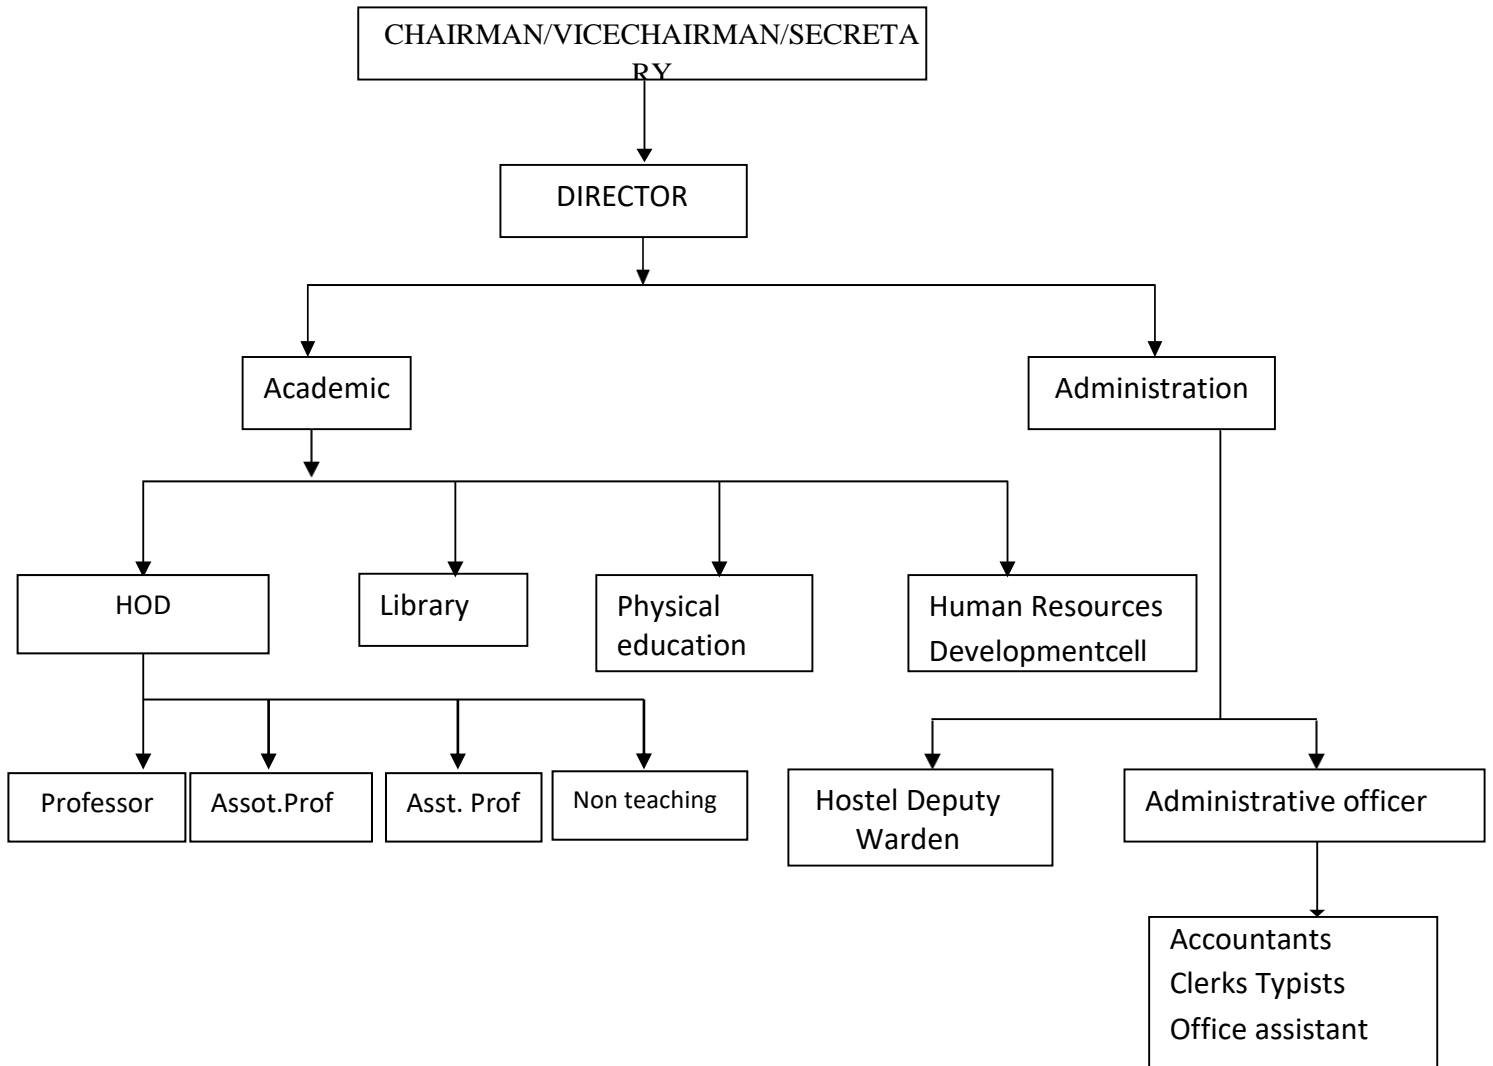 CHAIRMAN/VICECHAIRMAN/SECRETA
RY
DIRECTOR
Academic
Administration
HOD
Library
Physical
education
Human Resources
Developmentcell
Professor
Assot.Prof
Asst. Prof
Non teaching
Hostel Deputy
Warden
Administrative officer
Accountants
Clerks Typists
Office assistant